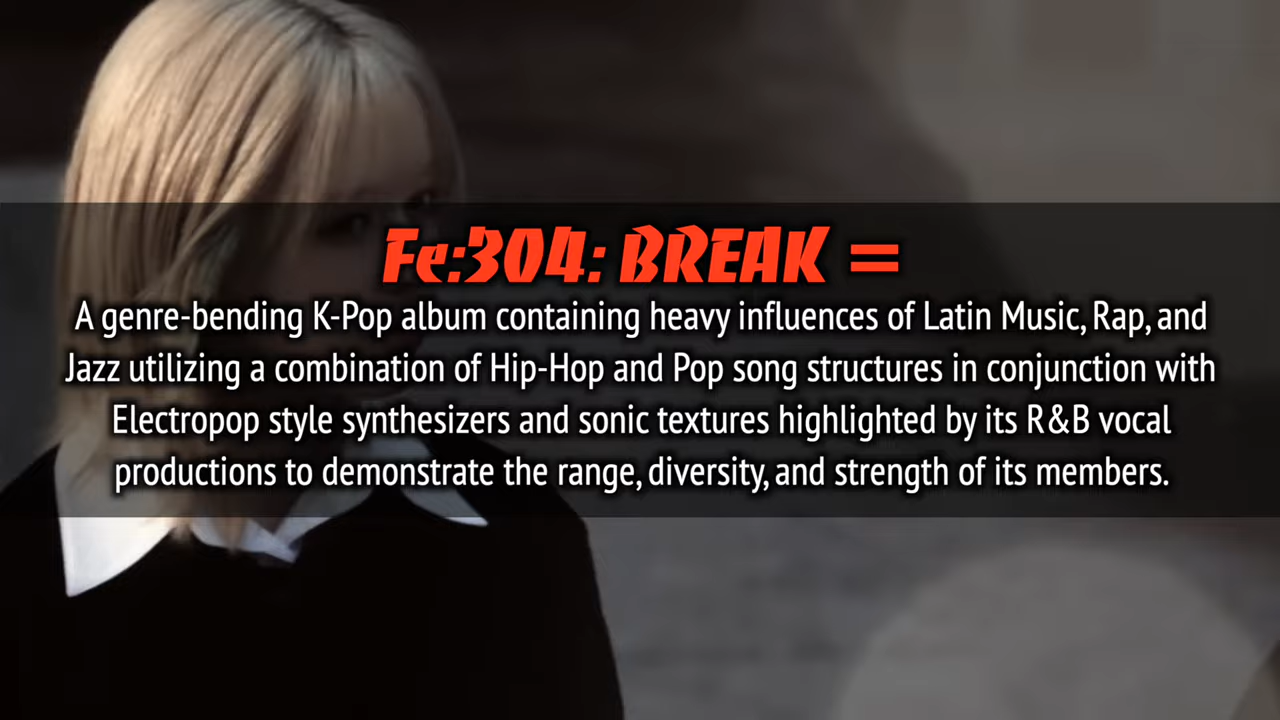 Fe:304: BREAK =
A genre-bending K-Pop album containing heavy influences of Latin Music, Rap, and
Jazz utilizing a combination of Hip-Hop and Pop song structures in conjunction with
Electropop style synthesizers and sonic textures highlighted by its R&B vocal
productions to demonstrate the range, diversity, and strength of its members.